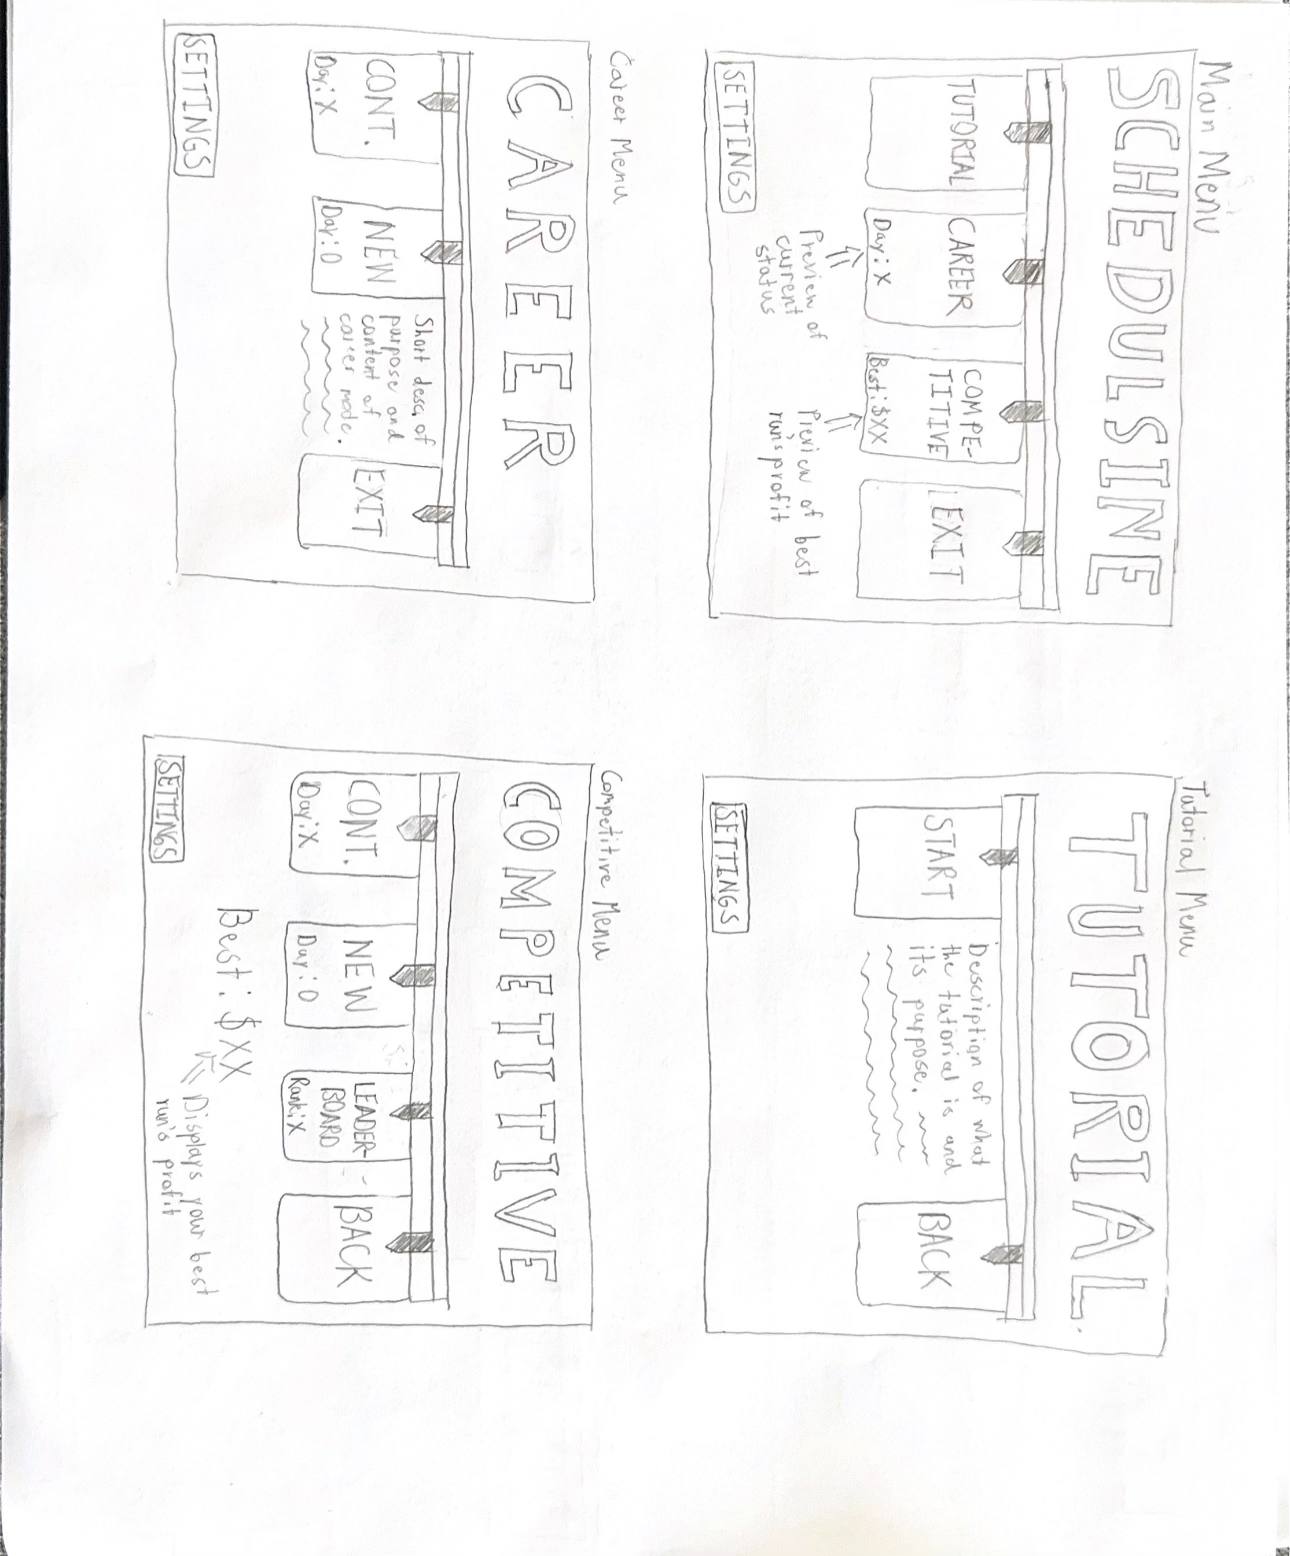 Main Menu
SCHEDULSINE
TUTORIAL
CAREER
Day: X
COMPE-
TITIVE
Best: $XX
EXIT
Preview of
current
status
Preview of best
run's profit
SETTINGS
Tutorial Menu
TUTORIAL
START
Description of what
the tutorial is and
its purpose.
BACK
SETTINGS
Career Menu
CAREER
CONT.
Day: X
NEW
Day: 0
Short desc. of
purpose and
content of
career mode.
EXIT
SETTINGS
Competitive Menu
COMPETITIVE
CONT.
Day: X
NEW
Day: 0
LEADER-
BOARD
Rank: X
BACK
Best: $XX
Displays your best
run's profit
SETTINGS